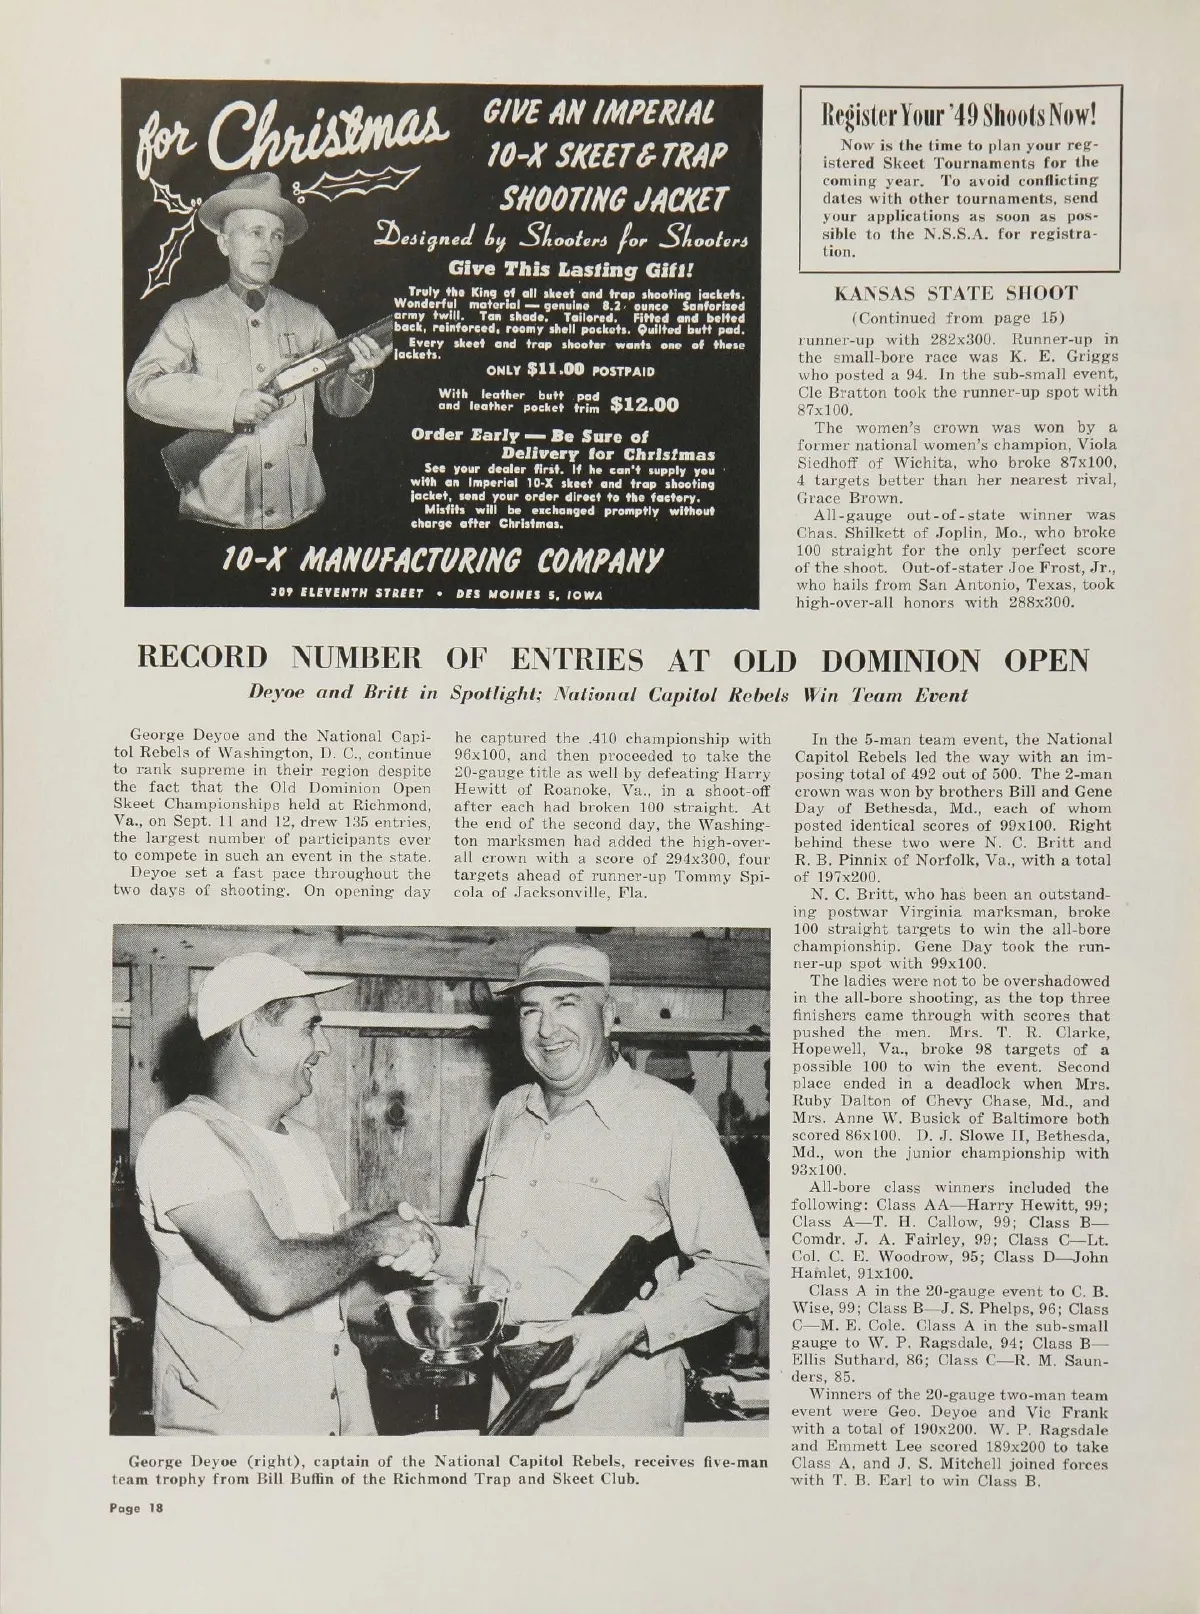 for Christmas
GIVE AN IMPERIAL
10-X SKEET & TRAP
SHOOTING JACKET
Designed by Shooters for Shooters
Give This Lasting Gift!
Truly the King of all skeet and trap shooting jackets.
Wonderful material — genuine 8.2 ounce Sanforized
army twill. Tan shade. Tailored. Fitted and belted
back, reinforced, roomy shell pockets. Quilted butt pad.
Every skeet and trap shooter wants one of these
jackets.
ONLY $11.00 POSTPAID
With leather butt pad
and leather pocket trim $12.00
Order Early — Be Sure of
Delivery for Christmas
See your dealer first. If he can't supply you
with an Imperial 10-X skeet and trap shooting
jacket, send your order direct to the factory.
Misfits will be exchanged promptly without
charge after Christmas.
10-X MANUFACTURING COMPANY
309 ELEVENTH STREET • DES MOINES 5, IOWA
Register Your '49 Shoots Now!
Now is the time to plan your reg-
istered Skeet Tournaments for the
coming year. To avoid conflicting
dates with other tournaments, send
your applications as soon as pos-
sible to the N.S.S.A. for registra-
tion.
KANSAS STATE SHOOT
(Continued from page 15)
runner-up with 282x300. Runner-up in
the small-bore race was K. E. Griggs
who posted a 94. In the sub-small event,
Cle Bratton took the runner-up spot with
87x100.
The women's crown was won by a
former national women's champion, Viola
Siedhoff of Wichita, who broke 87x100,
4 targets better than her nearest rival,
Grace Brown.
All-gauge out-of-state winner was
Chas. Shilkett of Joplin, Mo., who broke
100 straight for the only perfect score
of the shoot. Out-of-stater Joe Frost, Jr.,
who hails from San Antonio, Texas, took
high-over-all honors with 288x300.
RECORD NUMBER OF ENTRIES AT OLD DOMINION OPEN
Deyoe and Britt in Spotlight; National Capitol Rebels Win Team Event
George Deyoe and the National Capi-
tol Rebels of Washington, D. C., continue
to rank supreme in their region despite
the fact that the Old Dominion Open
Skeet Championships held at Richmond,
Va., on Sept. 11 and 12, drew 135 entries,
the largest number of participants ever
to compete in such an event in the state.
Deyoe set a fast pace throughout the
two days of shooting. On opening day
he captured the .410 championship with
96x100, and then proceeded to take the
20-gauge title as well by defeating Harry
Hewitt of Roanoke, Va., in a shoot-off
after each had broken 100 straight. At
the end of the second day, the Washing-
ton marksmen had added the high-over-
all crown with a score of 294x300, four
targets ahead of runner-up Tommy Spi-
cola of Jacksonville, Fla.
In the 5-man team event, the National
Capitol Rebels led the way with an im-
posing total of 492 out of 500. The 2-man
crown was won by brothers Bill and Gene
Day of Bethesda, Md., each of whom
posted identical scores of 99x100. Right
behind these two were N. C. Britt and
R. B. Pinnix of Norfolk, Va., with a total
of 197x200.
N. C. Britt, who has been an outstand-
ing postwar Virginia marksman, broke
100 straight targets to win the all-bore
championship. Gene Day took the run-
ner-up spot with 99x100.
The ladies were not to be overshadowed
in the all-bore shooting, as the top three
finishers came through with scores that
pushed the men. Mrs. T. R. Clarke,
Hopewell, Va., broke 98 targets of a
possible 100 to win the event. Second
place ended in a deadlock when Mrs.
Ruby Dalton of Chevy Chase, Md., and
Mrs. Anne W. Busick of Baltimore both
scored 86x100. D. J. Slowe II, Bethesda,
Md., won the junior championship with
93x100.
All-bore class winners included the
following: Class AA—Harry Hewitt, 99;
Class A—T. H. Callow, 99; Class B—
Comdr. J. A. Fairley, 99; Class C—Lt.
Col. C. E. Woodrow, 95; Class D—John
Hamlet, 91x100.
Class A in the 20-gauge event to C. B.
Wise, 99; Class B—J. S. Phelps, 96; Class
C—M. E. Cole. Class A in the sub-small
gauge to W. P. Ragsdale, 94; Class B—
Ellis Suthard, 86; Class C—R. M. Saun-
ders, 85.
Winners of the 20-gauge two-man team
event were Geo. Deyoe and Vic Frank
with a total of 190x200. W. P. Ragsdale
and Emmett Lee scored 189x200 to take
Class A, and J. S. Mitchell joined forces
with T. B. Earl to win Class B.
George Deyoe (right), captain of the National Capitol Rebels, receives five-man
team trophy from Bill Buffin of the Richmond Trap and Skeet Club.
Page 18